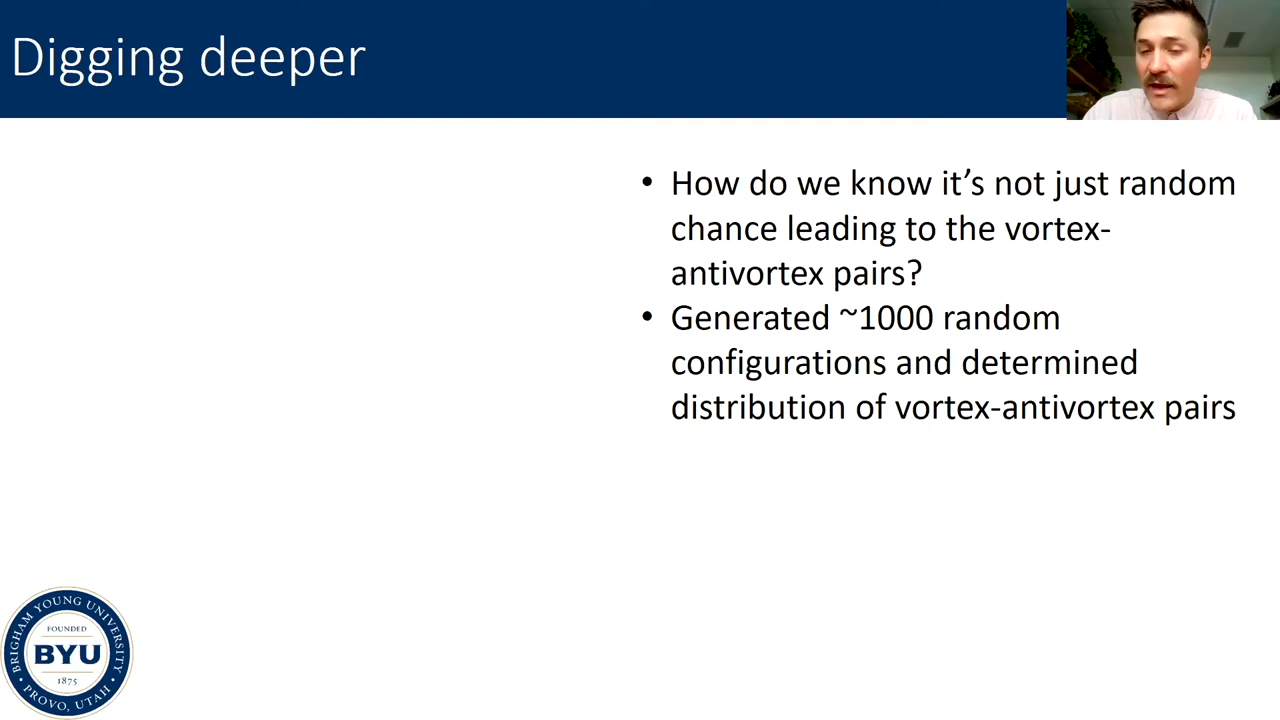 Digging deeper
• How do we know it’s not just random
chance leading to the vortex-
antivortex pairs?
• Generated ~1000 random
configurations and determined
distribution of vortex-antivortex pairs
BRIGHAM YOUNG UNIVERSITY
FOUNDED
BYU
1875
• PROVO, UTAH •